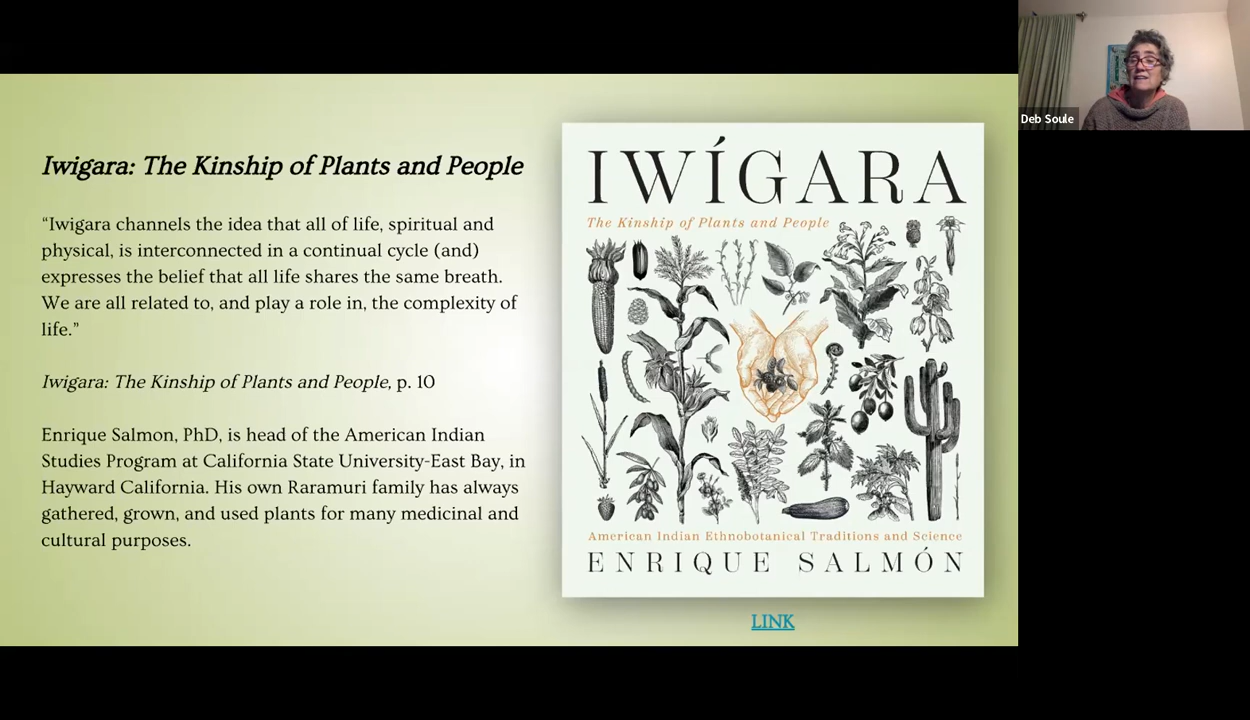 Iwigara: The Kinship of Plants and People
“Iwigara channels the idea that all of life, spiritual and
physical, is interconnected in a continual cycle (and)
expresses the belief that all life shares the same breath.
We are all related to, and play a role in, the complexity of
life.”
Iwigara: The Kinship of Plants and People, p. 10
Enrique Salmon, PhD, is head of the American Indian
Studies Program at California State University-East Bay, in
Hayward California. His own Raramuri family has always
gathered, grown, and used plants for many medicinal and
cultural purposes.
IWÍGARA
The Kinship of Plants and People
American Indian Ethnobotanical Traditions and Science
ENRIQUE SALMÓN
LINK
Deb Soule